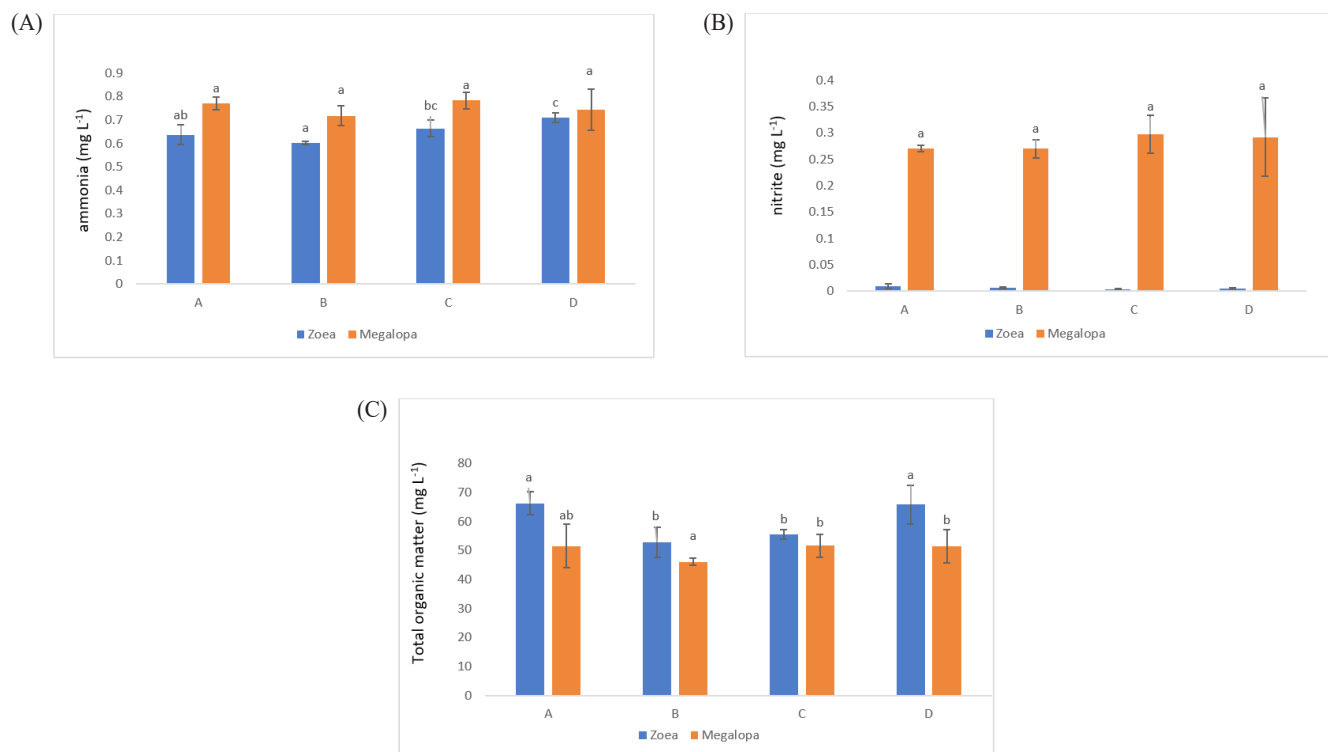 (A)
ammonia (mg L-1)
0.9
0.8
0.7
0.6
0.5
0.4
0.3
0.2
0.1
0
ab
a
a
a
bc
a
c
a
A
B
C
D
Zoea
Megalopa
(B)
nitrite (mg L-1)
0.4
0.35
0.3
0.25
0.2
0.15
0.1
0.05
0
a
a
a
a
A
B
C
D
Zoea
Megalopa
(C)
Total organic matter (mg L-1)
80
70
60
50
40
30
20
10
0
a
ab
b
a
b
b
a
b
A
B
C
D
Zoea
Megalopa